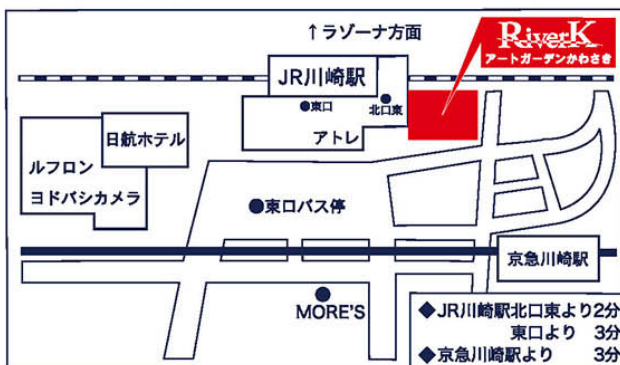 ↑ラゾーナ方面
RiverK
アートガーデンかわさき
JR川崎駅
●東口
●
北口東
アトレ
日航ホテル
ルフロン
ヨドバシカメラ
●東口バス停
京急川崎駅
●
MORE'S
◆JR川崎駅北口東より2分
東口より 3分
◆京急川崎駅より 3分